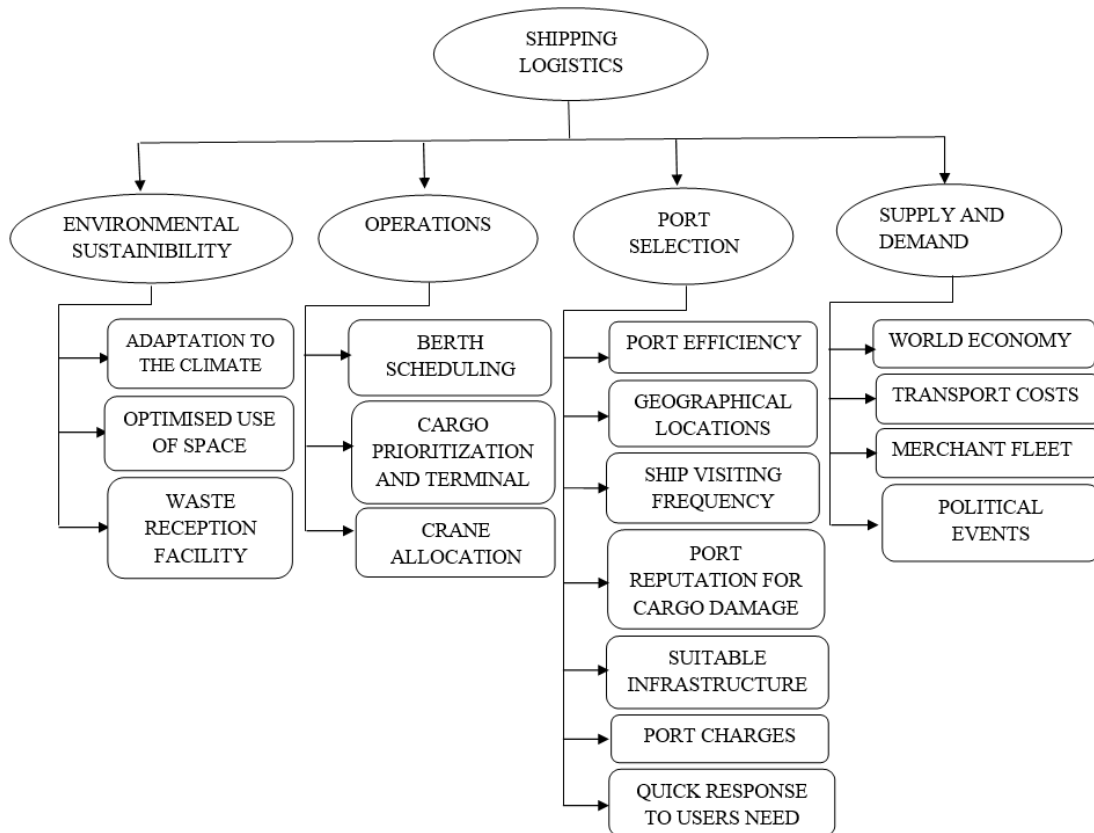 SHIPPING
LOGISTICS
ENVIRONMENTAL
SUSTAINIBILITY
OPERATIONS
PORT
SELECTION
SUPPLY AND
DEMAND
ADAPTATION TO
THE CLIMATE
OPTIMISED USE
OF SPACE
WASTE
RECEPTION
FACILITY
BERTH
SCHEDULING
CARGO
PRIORITIZATION
AND TERMINAL
CRANE
ALLOCATION
PORT EFFICIENCY
GEOGRAPHICAL
LOCATIONS
SHIP VISITING
FREQUENCY
PORT
REPUTATION FOR
CARGO DAMAGE
SUITABLE
INFRASTRUCTURE
PORT CHARGES
QUICK RESPONSE
TO USERS NEED
WORLD ECONOMY
TRANSPORT COSTS
MERCHANT FLEET
POLITICAL
EVENTS